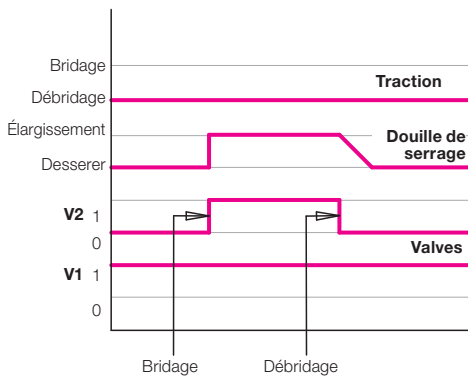 Bridage
Traction
Débridage
Élargissement
Douille de
serrage
Desserer
V2 1
0
Valves
V1 1
0
Bridage Débridage